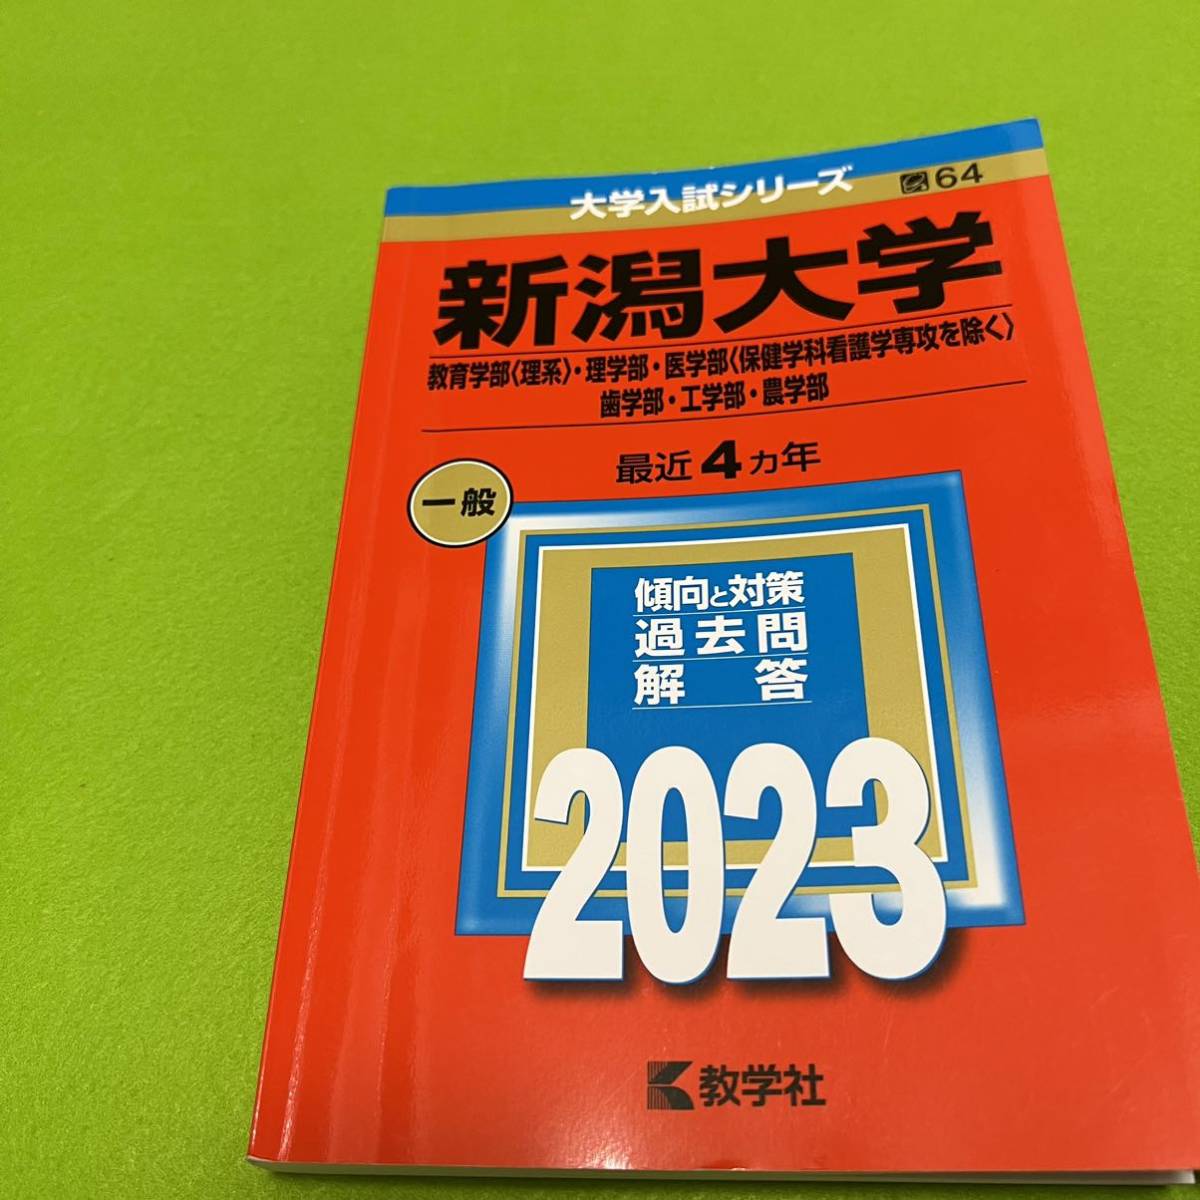 大学入試シリーズ 64
新潟大学
教育学部〈理系〉・理学部・医学部〈保健学科看護学専攻を除く〉
歯学部・工学部・農学部
最近4カ年
一般
傾向と対策
過去問
解答
2023
教学社